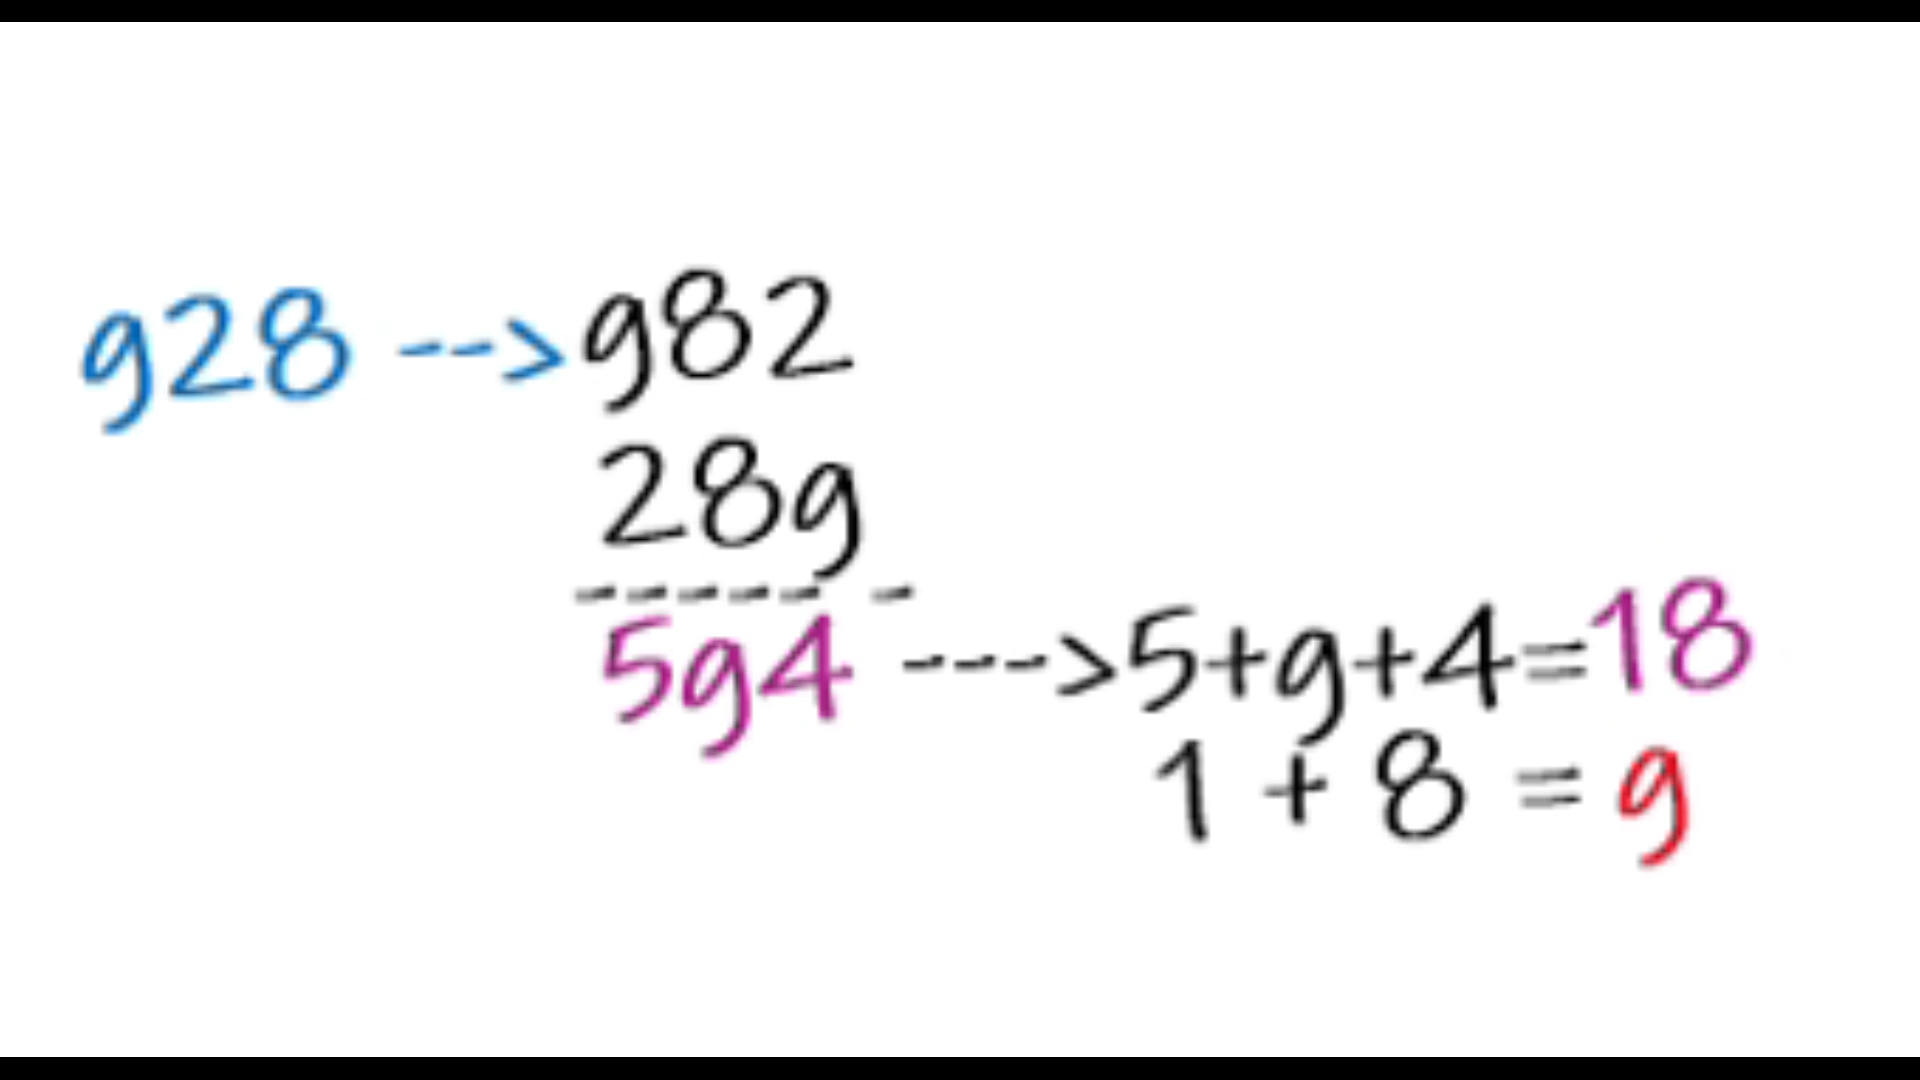 928 --> 982
289
----- -
594 ---> 5+9+4=18
1 + 8 = 9